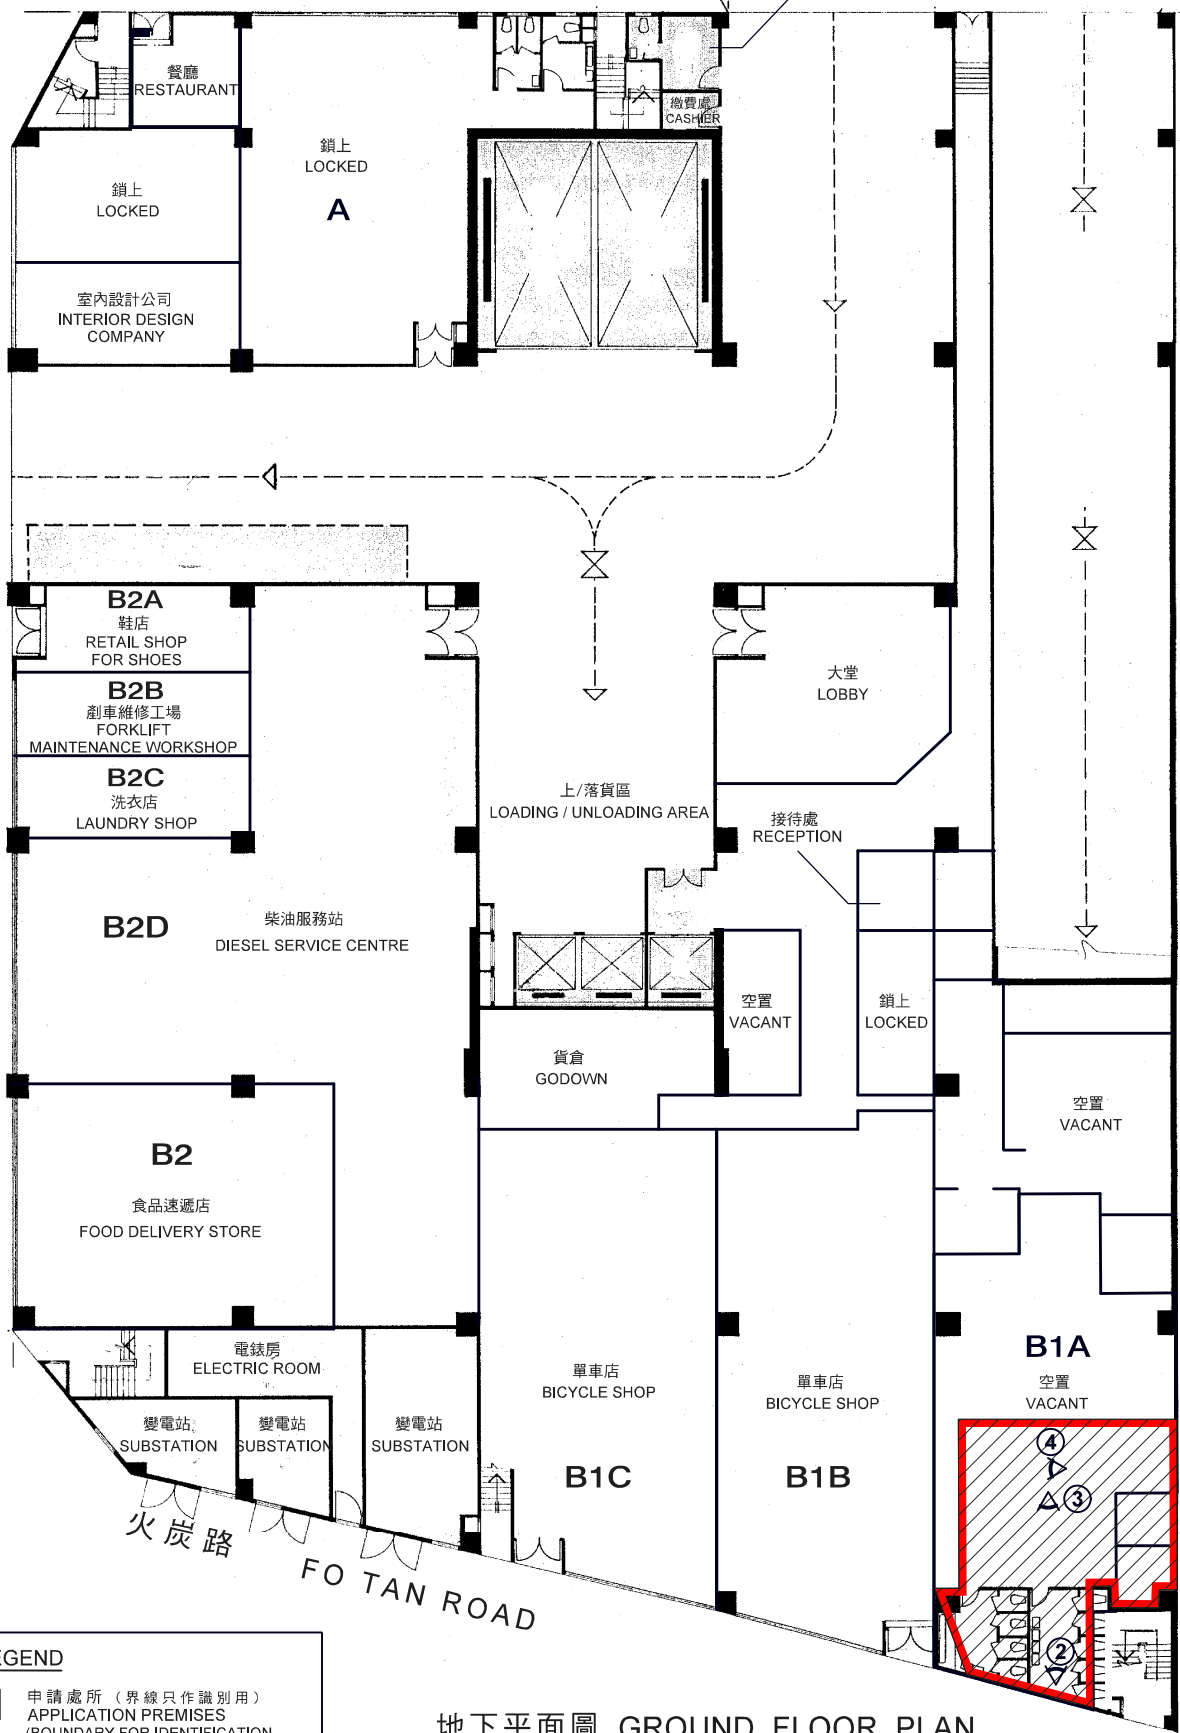 餐廳
RESTAURANT
繳費處
CASHIER
鎖上
LOCKED
A
鎖上
LOCKED
室內設計公司
INTERIOR DESIGN
COMPANY
B2A
鞋店
RETAIL SHOP
FOR SHOES
B2B
剷車維修工場
FORKLIFT
MAINTENANCE WORKSHOP
B2C
洗衣店
LAUNDRY SHOP
大堂
LOBBY
上/落貨區
LOADING / UNLOADING AREA
接待處
RECEPTION
B2D
柴油服務站
DIESEL SERVICE CENTRE
空置
VACANT
鎖上
LOCKED
貨倉
GODOWN
空置
VACANT
B2
食品速遞店
FOOD DELIVERY STORE
電錶房
ELECTRIC ROOM
B1A
空置
VACANT
單車店
BICYCLE SHOP
單車店
BICYCLE SHOP
變電站
SUBSTATION
變電站
SUBSTATION
變電站
SUBSTATION
B1C
B1B
4
3
2
火炭路
FO TAN ROAD
EGEND
申請處所（界線只作識別用）
APPLICATION PREMISES
(BOUNDARY FOR IDENTIFICATION
地下平面圖 GROUND FLOOR PLAN